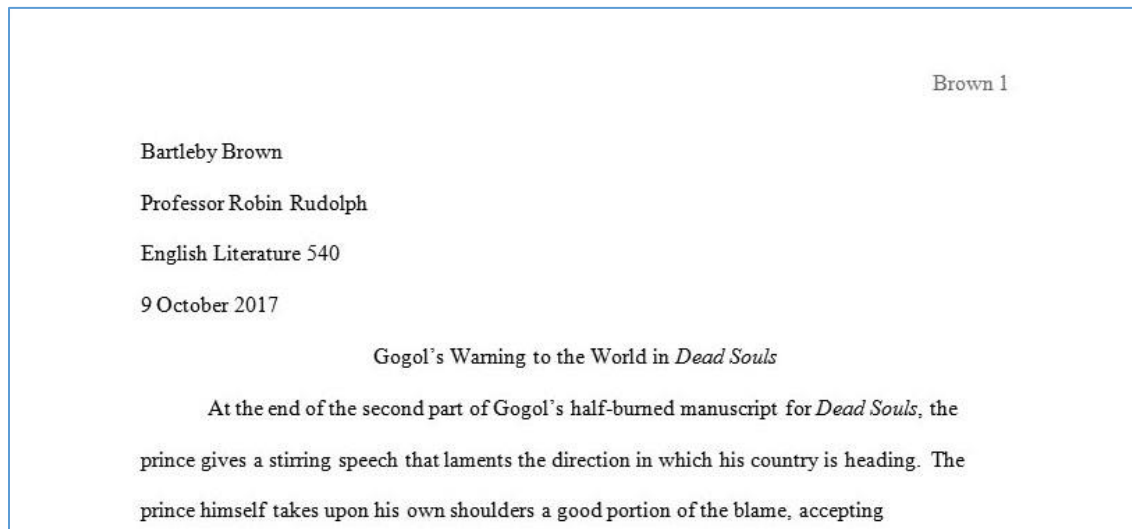 Brown 1
Bartleby Brown
Professor Robin Rudolph
English Literature 540
9 October 2017
Gogol’s Warning to the World in Dead Souls
At the end of the second part of Gogol’s half-burned manuscript for Dead Souls, the
prince gives a stirring speech that laments the direction in which his country is heading. The
prince himself takes upon his own shoulders a good portion of the blame, accepting